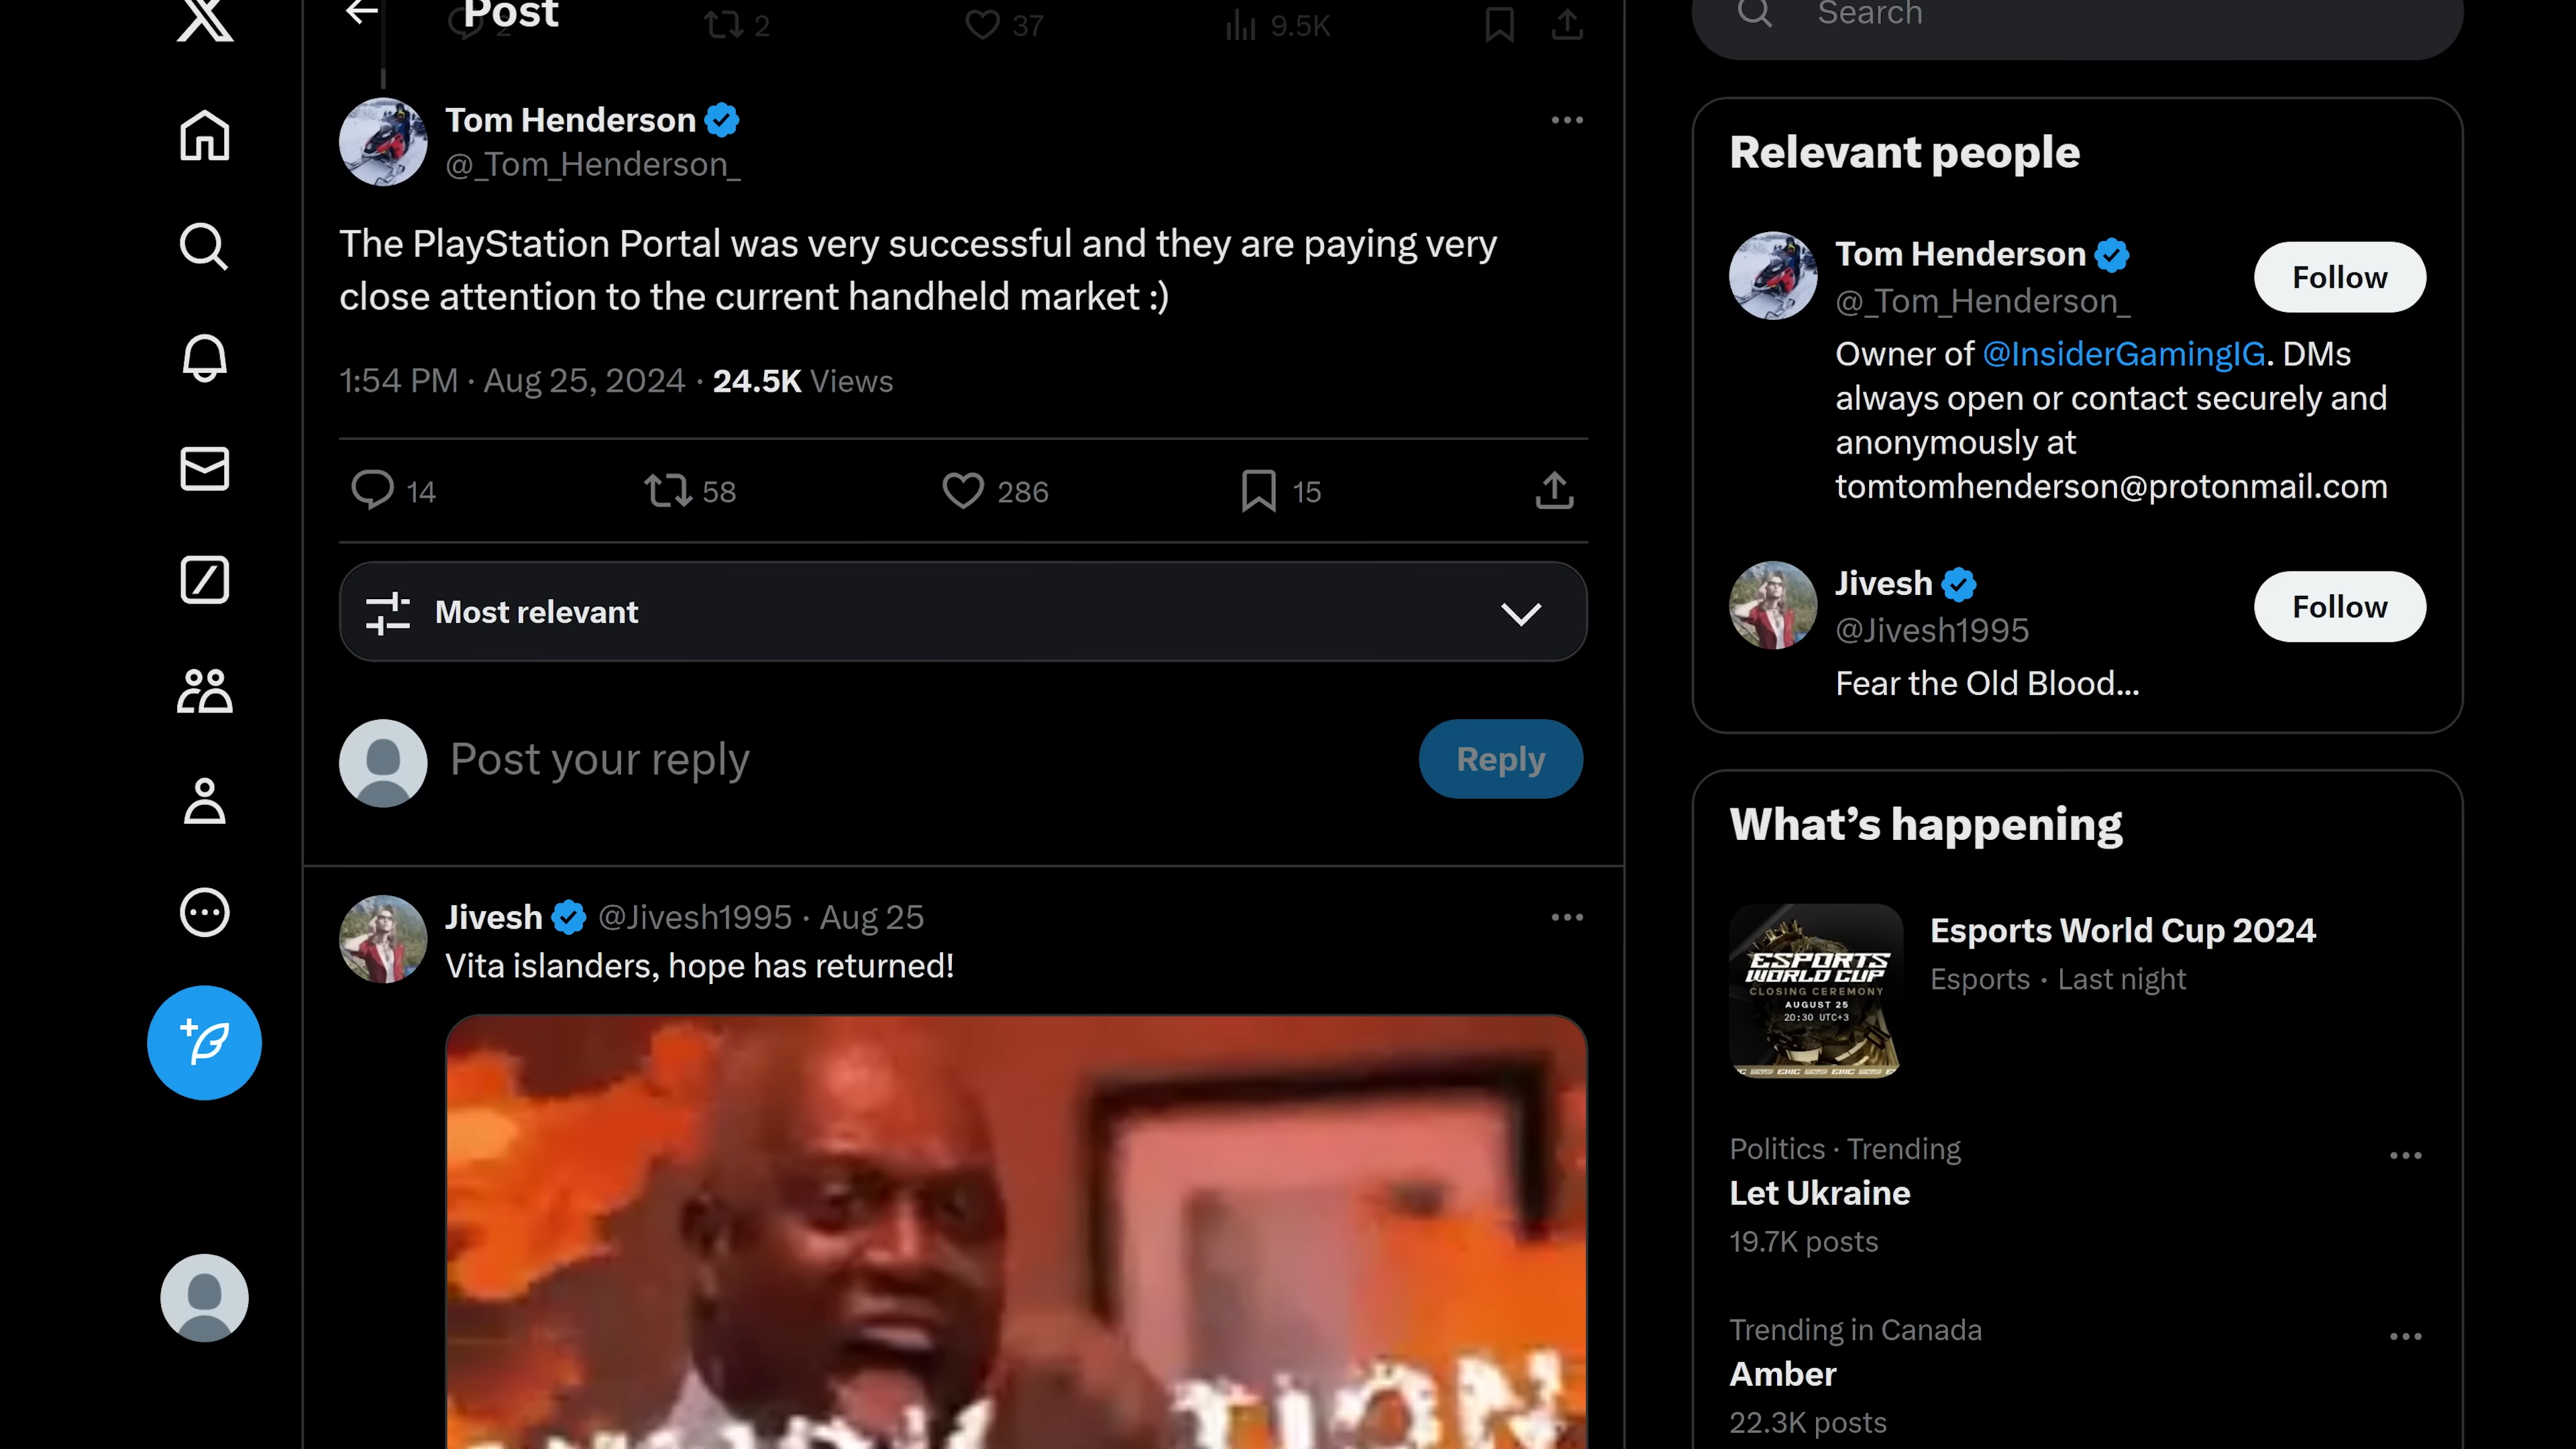 Post
2
2
37
9.5K
Search
Tom Henderson
@_Tom_Henderson_
The PlayStation Portal was very successful and they are paying very
close attention to the current handheld market :)
1:54 PM · Aug 25, 2024 · 24.5K Views
14
58
286
15
Most relevant
Post your reply
Reply
Jivesh @Jivesh1995 · Aug 25
Vita islanders, hope has returned!
TION
Relevant people
Tom Henderson
@_Tom_Henderson_
Follow
Owner of @InsiderGamingIG. DMs
always open or contact securely and
anonymously at
tomtomhenderson@protonmail.com
Jivesh
@Jivesh1995
Follow
Fear the Old Blood...
What's happening
ESPORTS
WORLD CUP
CLOSING CEREMONY
AUGUST 25
20:30 UTC+3
Esports World Cup 2024
Esports · Last night
Politics · Trending
Let Ukraine
19.7K posts
Trending in Canada
Amber
22.3K posts